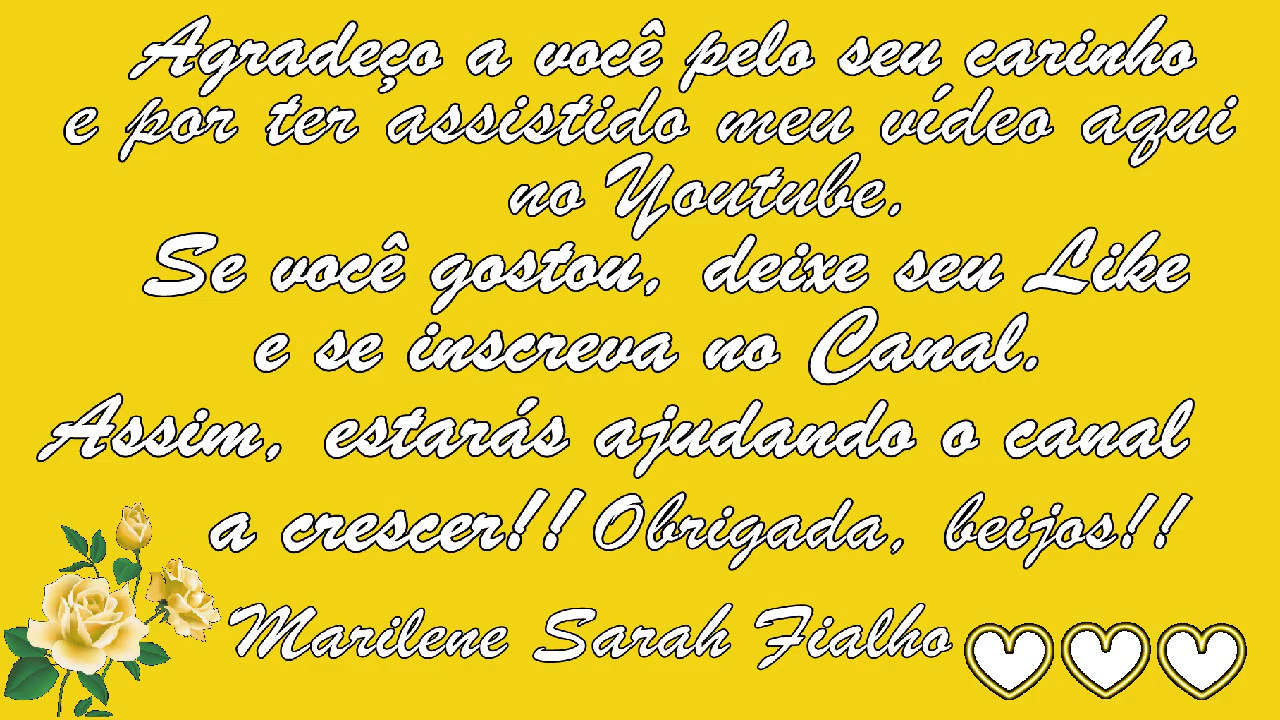 Agradeço a você pelo seu carinho
e por ter assistido meu vídeo aqui
no Youtube.
Se você gostou, deixe seu Like
e se inscreva no Canal.
Assim, estarás ajudando o canal
a crescer!! Obrigada, beijos!!
Marilene Sarah Fialho